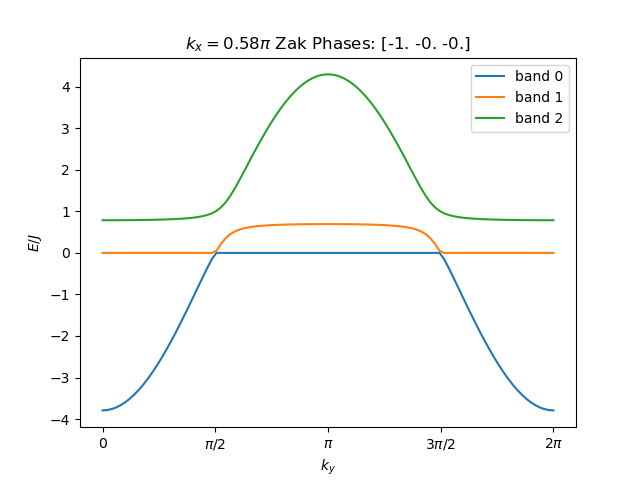 $k_x = 0.58\pi$ Zak Phases: [-1. -0. -0.]
band 0
band 1
band 2
E/J
4
3
2
1
0
−1
−2
−3
−4
0 π/2 π 3π/2 2π
$k_y$